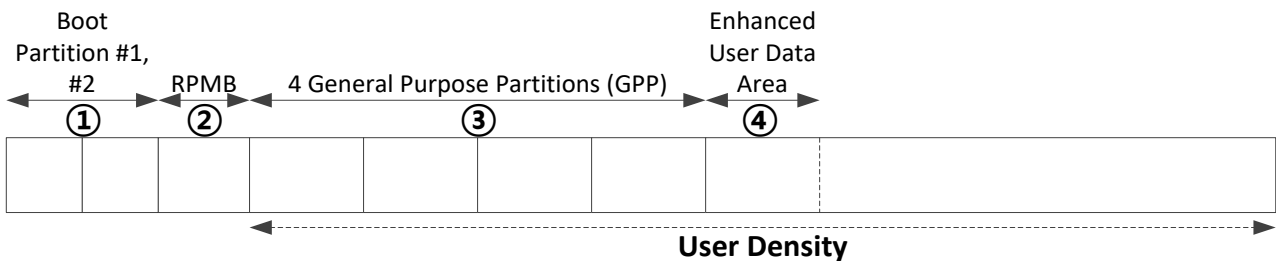 Boot
Partition #1,
#2
RPMB
4 General Purpose Partitions (GPP)
Enhanced
User Data
Area
①
②
③
④
User Density